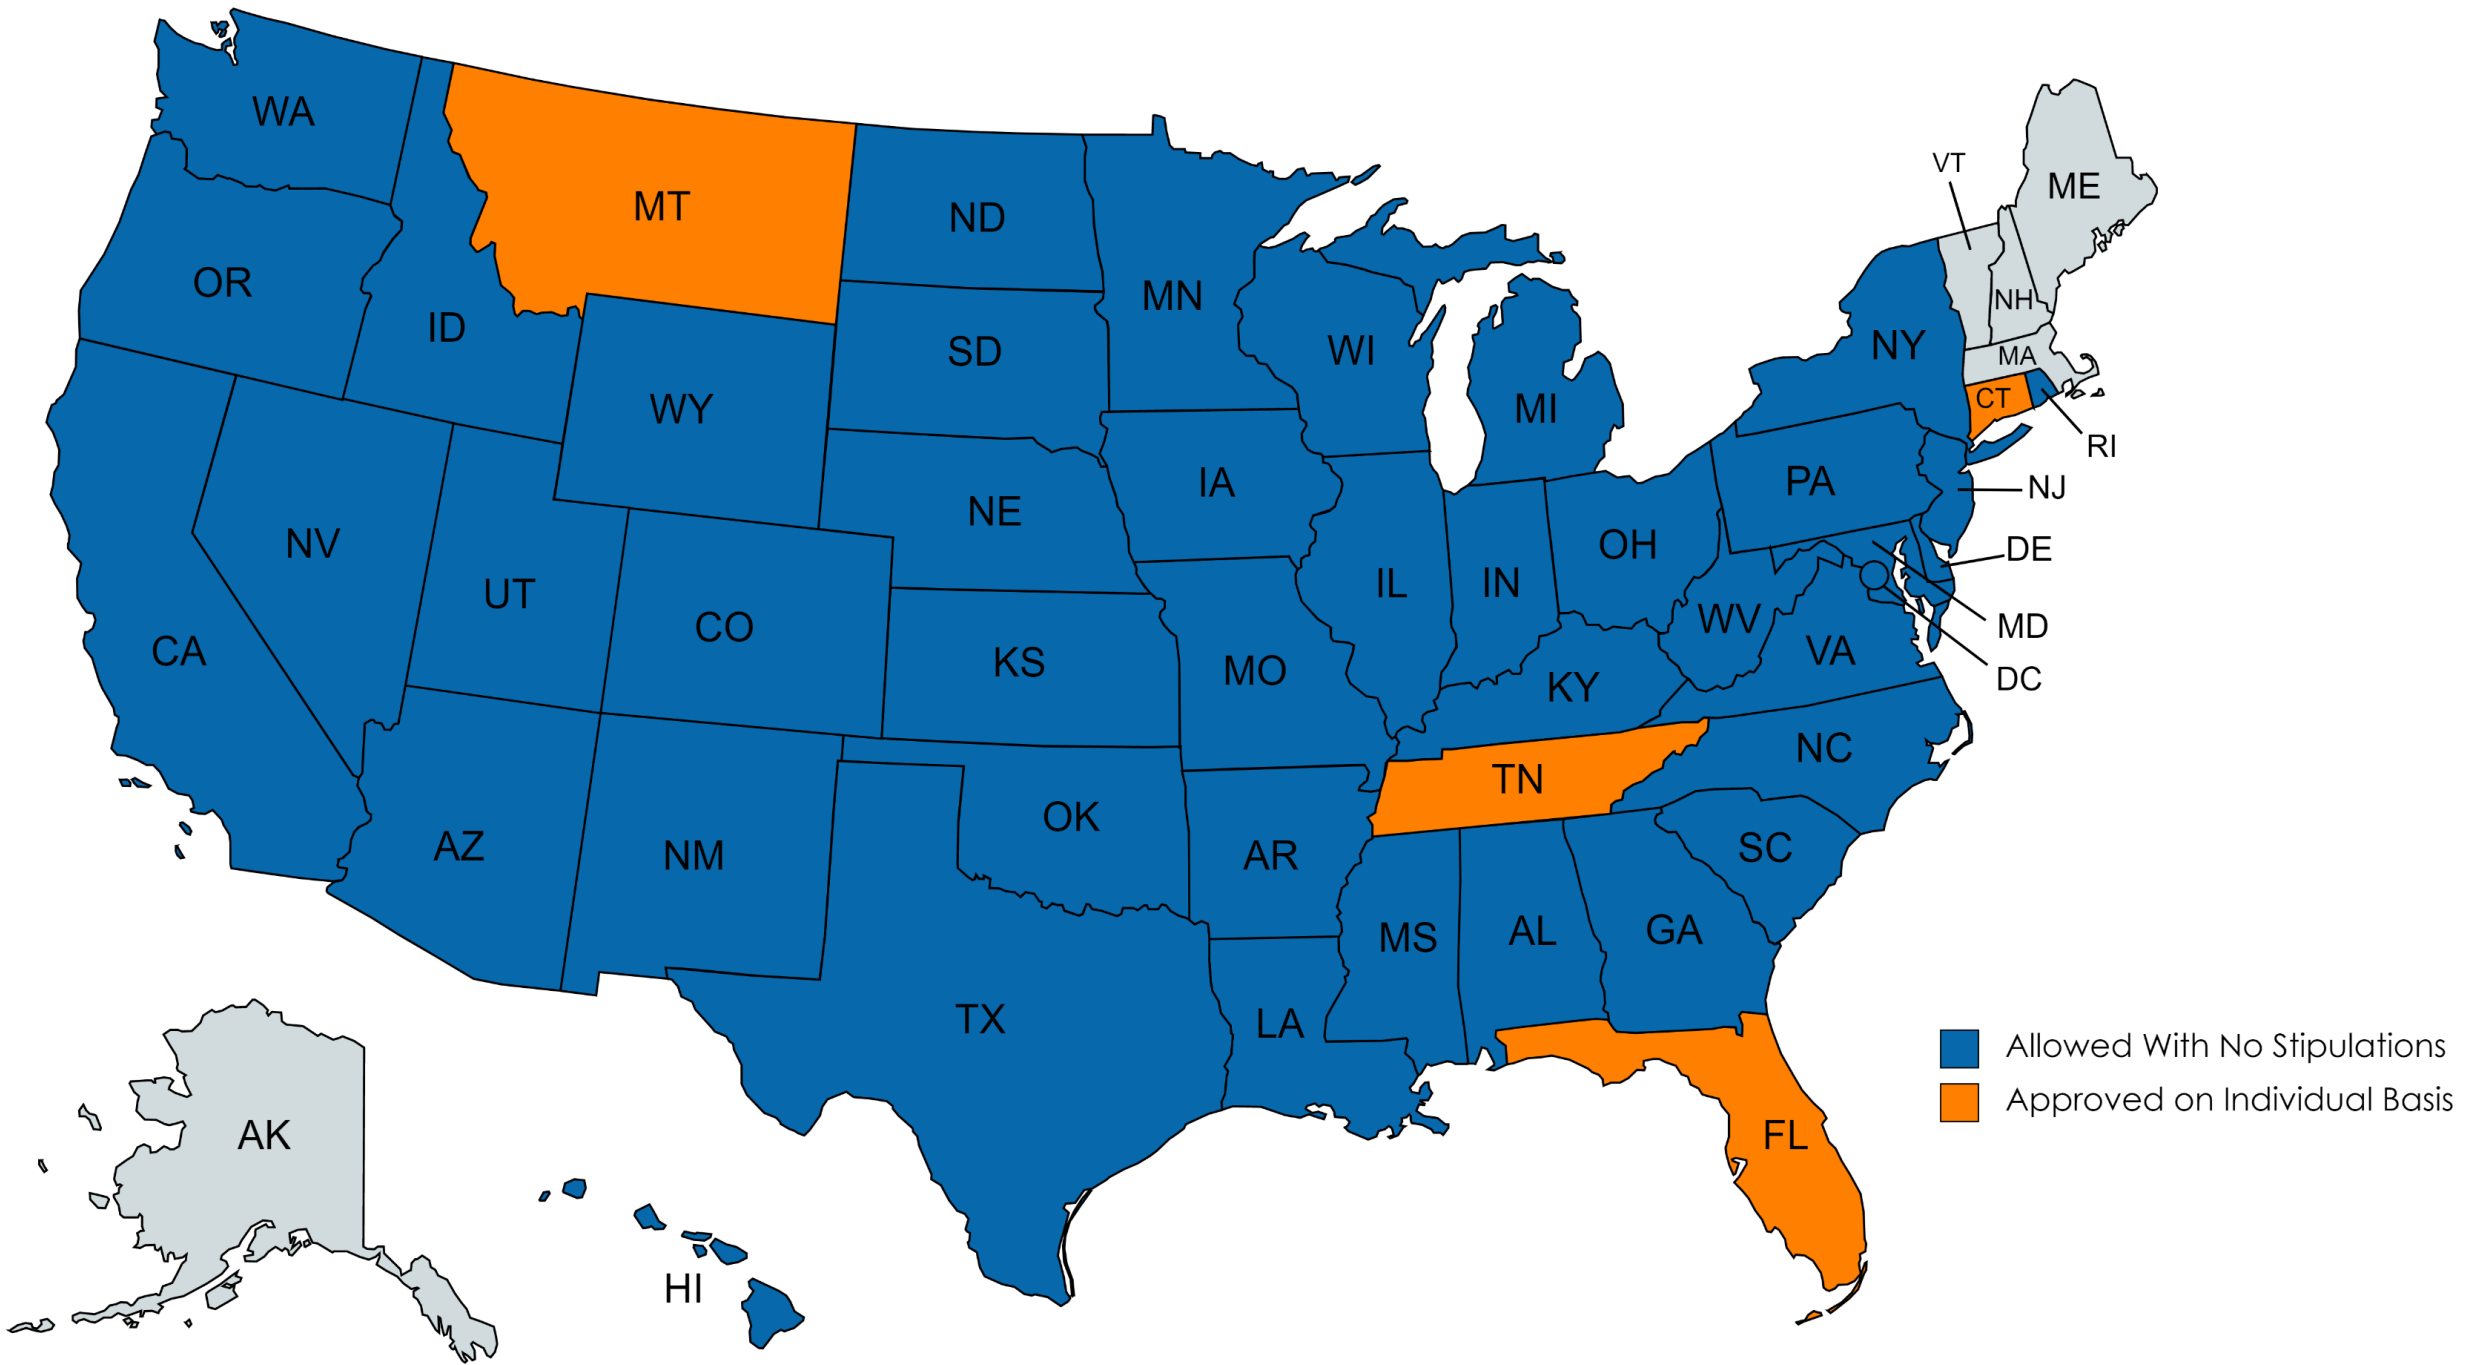 WA
MT
ND
MN
VT
ME
OR
ID
SD
WI
MI
NY
NH
MA
CT
RI
WY
IA
PA
NJ
NV
NE
OH
DE
UT
CO
IL
IN
WV
MD
CA
KS
MO
KY
VA
DC
NC
TN
AZ
NM
OK
AR
SC
MS
AL
GA
TX
LA
Allowed With No Stipulations
Approved on Individual Basis
AK
FL
HI